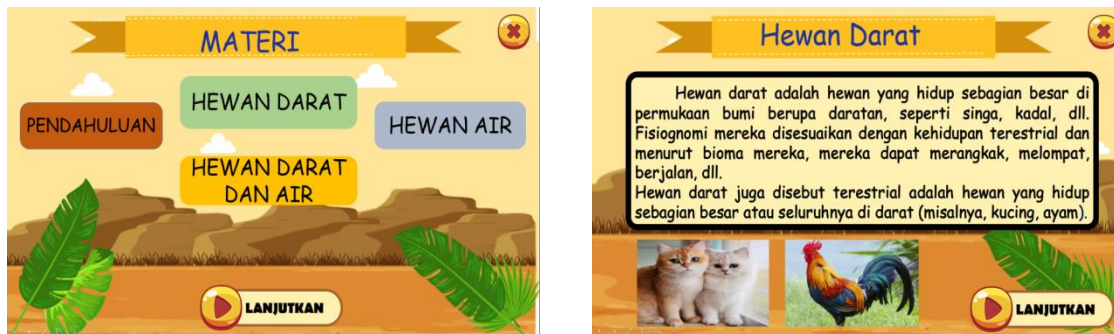 MATERI
PENDAHULUAN
HEWAN DARAT
HEWAN AIR
HEWAN DARAT
DAN AIR
LANJUTKAN
Hewan Darat
Hewan darat adalah hewan yang hidup sebagian besar di
permukaan bumi berupa daratan, seperti singa, kadal, dll.
Fisiognomi mereka disesuaikan dengan kehidupan terestrial dan
menurut bioma mereka, mereka dapat merangkak, melompat,
berjalan, dll.
Hewan darat juga disebut terestrial adalah hewan yang hidup
sebagian besar atau seluruhnya di darat (misalnya, kucing, ayam).
LANJUTKAN